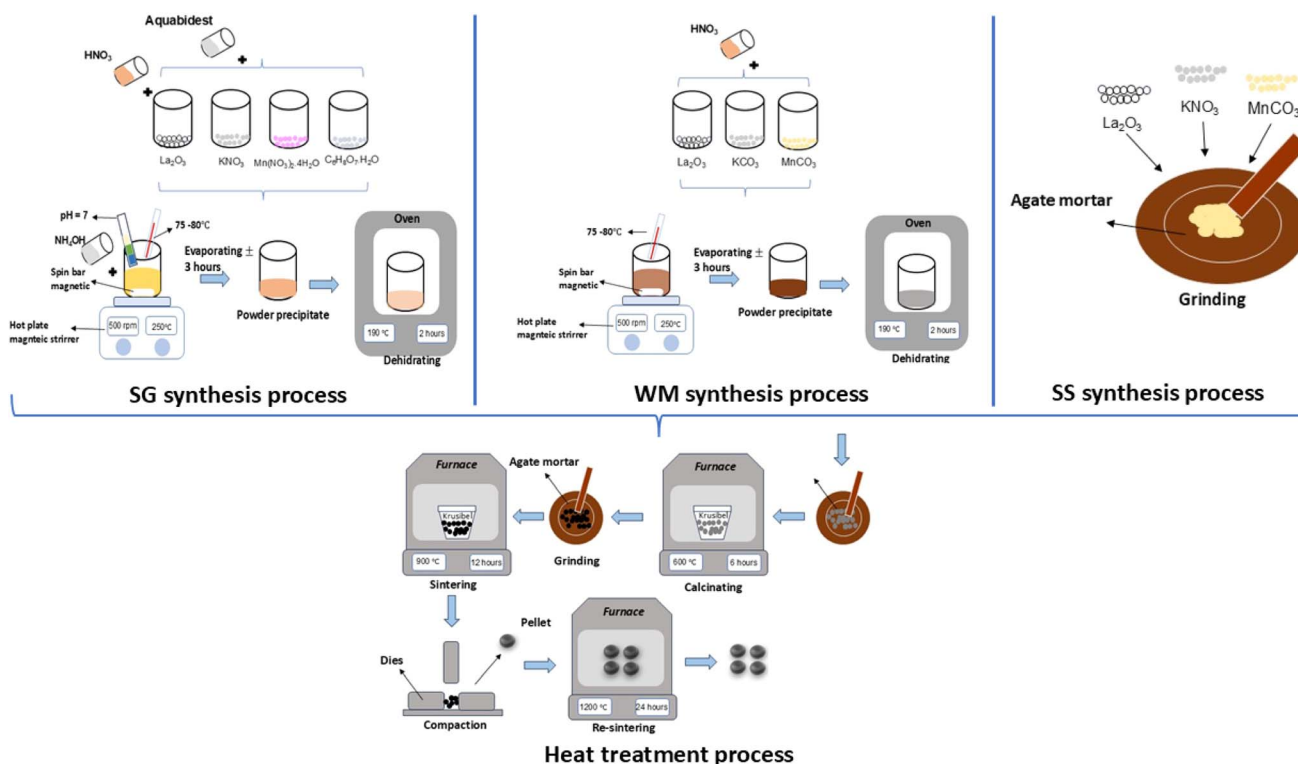 Aquabidest
HNO₃
+
+
La₂O₃
KNO₃
Mn(NO₃)₂.4H₂O
C₆H₈O₇.H₂O
pH = 7
75 -80°C
NH₄OH
+
Spin bar
magnetic
Hot plate
magnteic strirrer
500 rpm
250°C
Evaporating ±
3 hours
Powder precipitate
Oven
190 °C
2 hours
Dehidrating
SG synthesis process
HNO₃
+
La₂O₃
KCO₃
MnCO₃
75 -80°C
Spin bar
magnetic
Hot plate
magnteic strirrer
500 rpm
250°C
Evaporating ±
3 hours
Powder precipitate
Oven
190 °C
2 hours
Dehidrating
WM synthesis process
La₂O₃
KNO₃
MnCO₃
Agate mortar
Grinding
SS synthesis process
Furnace
Krusibel
600 °C
6 hours
Calcinating
Agate mortar
Grinding
Furnace
Krusibel
900 °C
12 hours
Sintering
Dies
Pellet
Compaction
Furnace
1200 °C
24 hours
Re-sintering
Heat treatment process